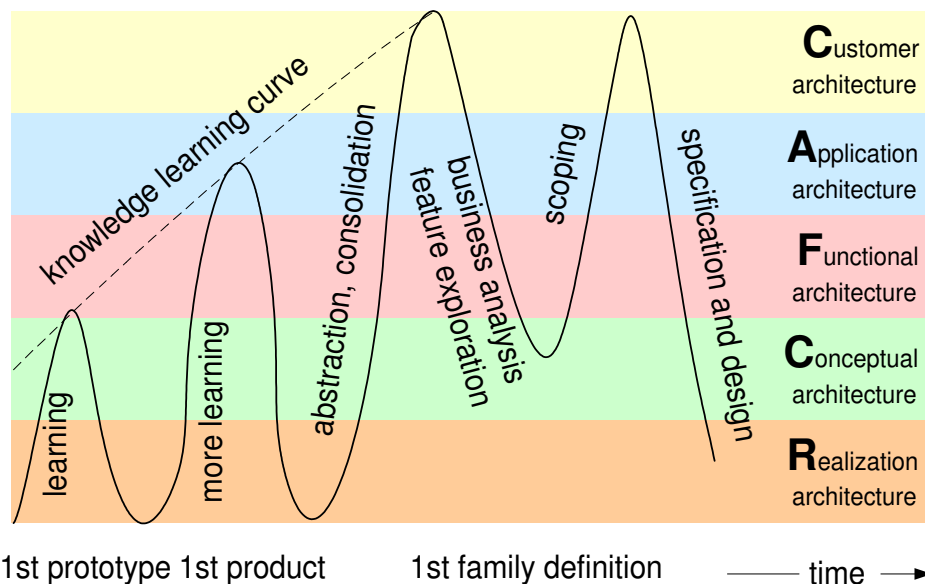 Customer
architecture
Application
architecture
Functional
architecture
Conceptual
architecture
Realization
architecture
knowledge learning curve
learning
more learning
abstraction, consolidation
business analysis
feature exploration
scoping
specification and design
1st prototype
1st product
1st family definition
time